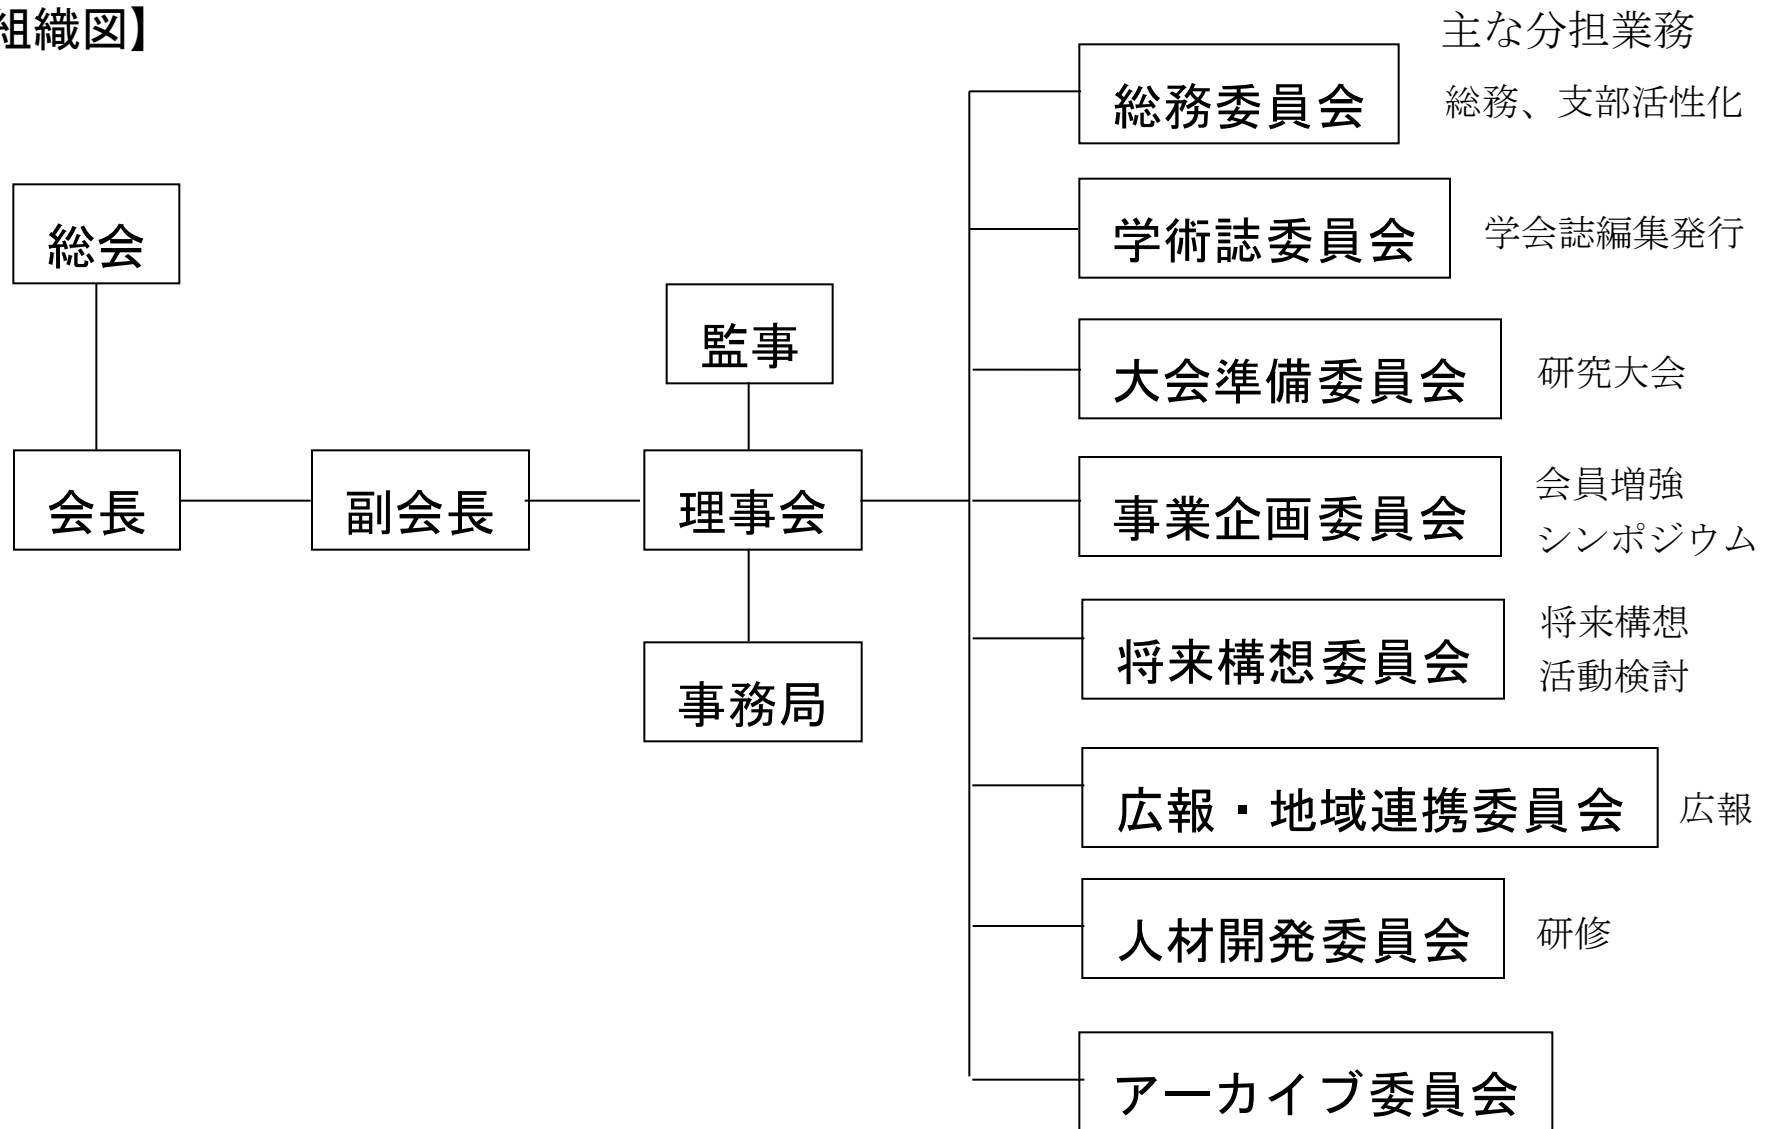 組織図】
主な分担業務
総務委員会
総務、支部活性化
学術誌委員会
学会誌編集発行
総会
監事
大会準備委員会
研究大会
会長
副会長
理事会
事業企画委員会
会員増強
シンポジウム
将来構想委員会
将来構想
活動検討
事務局
広報・地域連携委員会
広報
人材開発委員会
研修
アーカイブ委員会